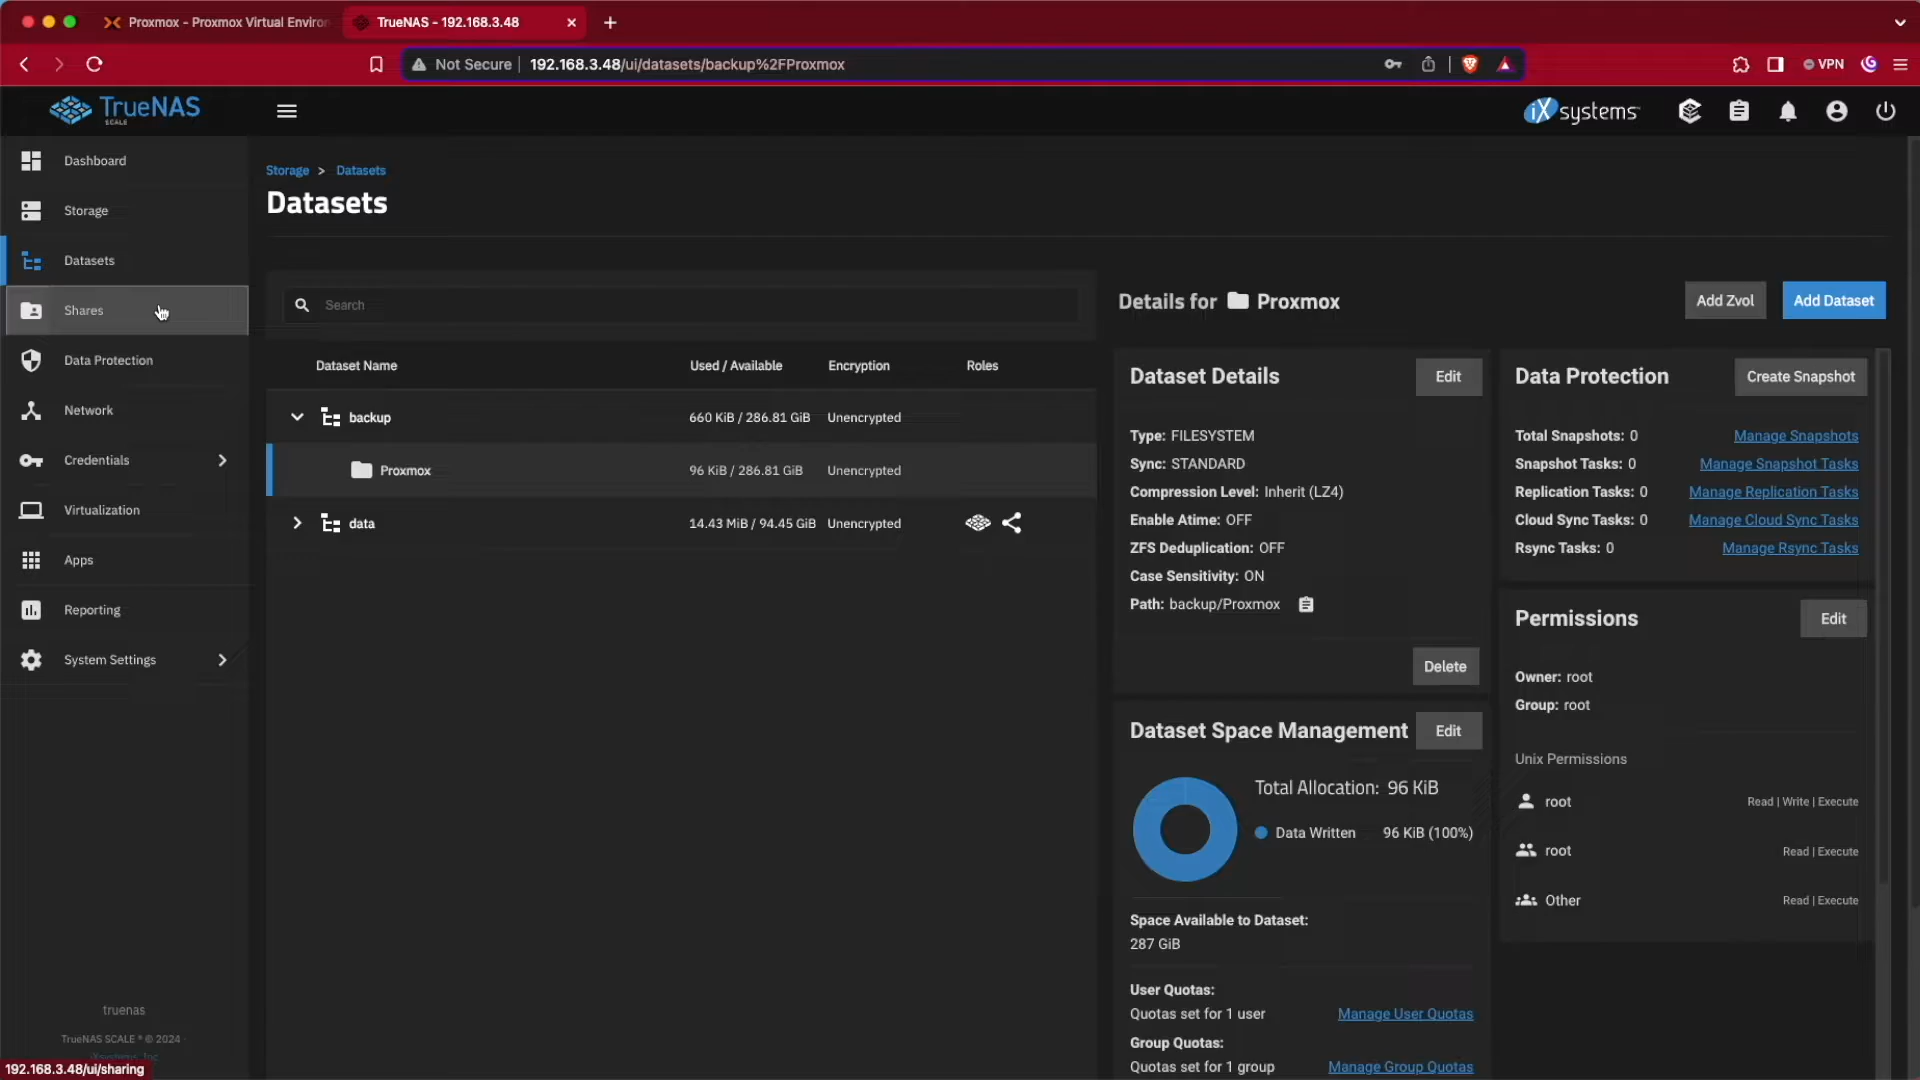 Proxmox - Proxmox Virtual Enviror
TrueNAS - 192.168.3.48
Not Secure
192.168.3.48/ui/datasets/backup%2FProxmox
VPN
TrueNAS
SCALE
iXsystems
Dashboard
Storage
Datasets
Shares
Data Protection
Network
Credentials
Virtualization
Apps
Reporting
System Settings
truenas
TrueNAS SCALE ® © 2024
iXsystems, Inc
192.168.3.48/ui/sharing
Storage > Datasets
Datasets
Search
Dataset Name Used / Available Encryption Roles
backup 660 KiB / 286.81 GiB Unencrypted
Proxmox 96 KiB / 286.81 GiB Unencrypted
data 14.43 MiB / 94.45 GiB Unencrypted
Details for Proxmox
Add Zvol
Add Dataset
Dataset Details
Edit
Type: FILESYSTEM
Sync: STANDARD
Compression Level: Inherit (LZ4)
Enable Atime: OFF
ZFS Deduplication: OFF
Case Sensitivity: ON
Path: backup/Proxmox
Delete
Dataset Space Management
Edit
Total Allocation: 96 KiB
Data Written 96 KiB (100%)
Space Available to Dataset:
287 GiB
User Quotas:
Quotas set for 1 user Manage User Quotas
Group Quotas:
Quotas set for 1 group Manage Group Quotas
Data Protection
Create Snapshot
Total Snapshots: 0 Manage Snapshots
Snapshot Tasks: 0 Manage Snapshot Tasks
Replication Tasks: 0 Manage Replication Tasks
Cloud Sync Tasks: 0 Manage Cloud Sync Tasks
Rsync Tasks: 0 Manage Rsync Tasks
Permissions
Edit
Owner: root
Group: root
Unix Permissions
root Read | Write | Execute
root Read | Execute
Other Read | Execute